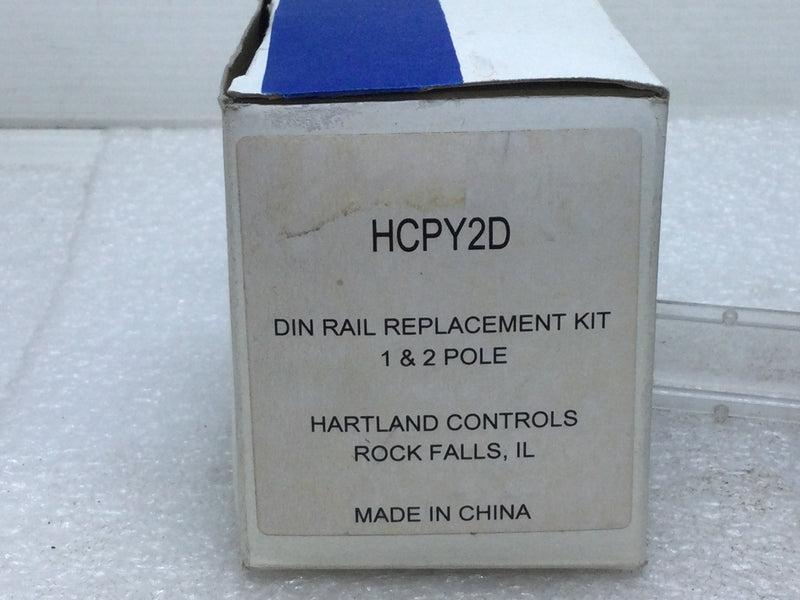 HCPY2D
DIN RAIL REPLACEMENT KIT
1 & 2 POLE
HARTLAND CONTROLS
ROCK FALLS, IL
MADE IN CHINA